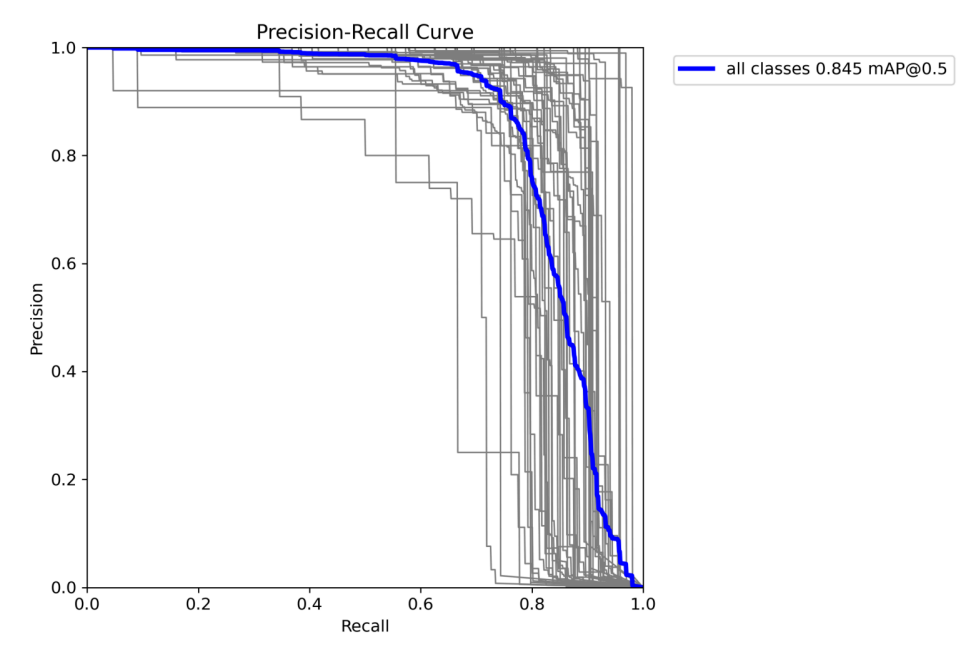 Precision-Recall Curve
all classes 0.845 mAP@0.5
1.0
0.8
0.6
0.4
0.2
0.0
Precision
0.0 0.2 0.4 0.6 0.8 1.0
Recall